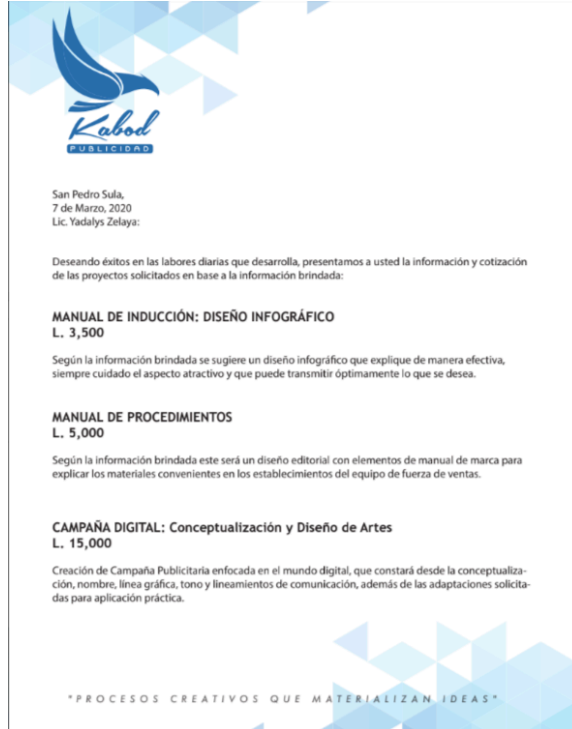 Kabod
PUBLICIDAD
San Pedro Sula,
7 de Marzo, 2020
Lic. Yadalys Zelaya:
Deseando éxitos en las labores diarias que desarrolla, presentamos a usted la información y cotización
de las proyectos solicitados en base a la información brindada:
MANUAL DE INDUCCIÓN: DISEÑO INFOGRÁFICO
L. 3,500
Según la información brindada se sugiere un diseño infográfico que explique de manera efectiva,
siempre cuidado el aspecto atractivo y que puede transmitir óptimamente lo que se desea.
MANUAL DE PROCEDIMIENTOS
L. 5,000
Según la información brindada este será un diseño editorial con elementos de manual de marca para
explicar los materiales convenientes en los establecimientos del equipo de fuerza de ventas.
CAMPAÑA DIGITAL: Conceptualización y Diseño de Artes
L. 15,000
Creación de Campaña Publicitaria enfocada en el mundo digital, que constará desde la conceptualiza-
ción, nombre, línea gráfica, tono y lineamientos de comunicación, además de las adaptaciones solicita-
das para aplicación práctica.
"PROCESOS CREATIVOS QUE MATERIALIZAN IDEAS"